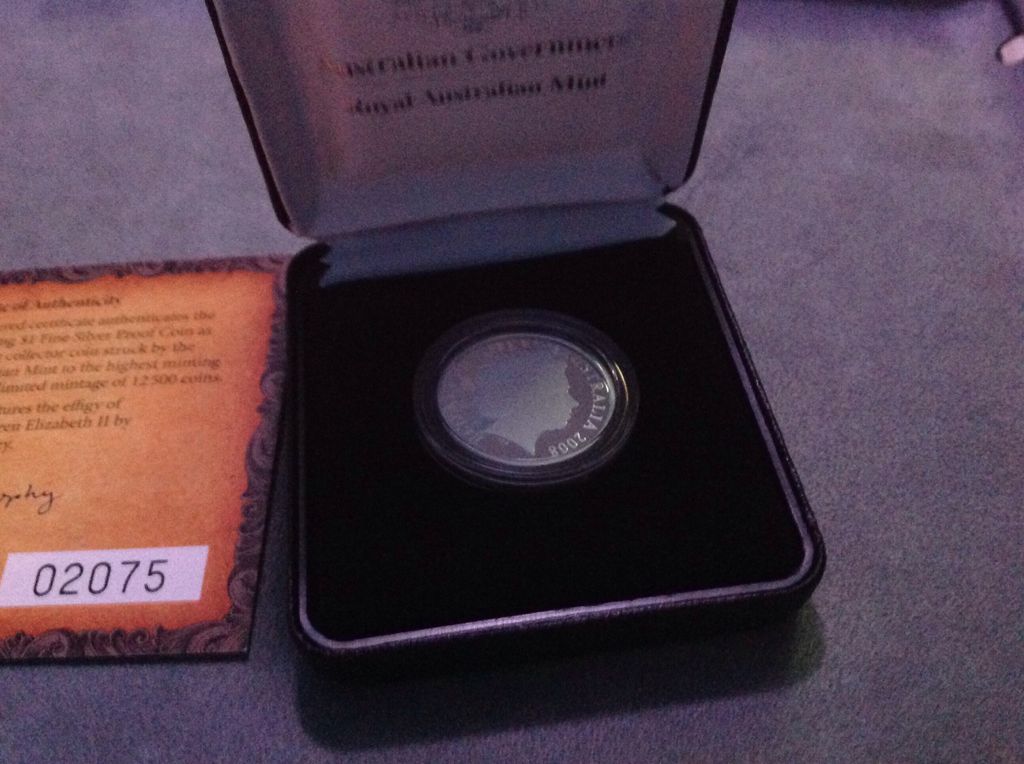 Australian Government
Royal Australian Mint
of Authenticity
certificate authenticates the
$1 Fine Silver Proof Coin as
collector coin struck by the
Mint to the highest minting
limited mintage of 12 500 coins.
the effigy of
Elizabeth II by
02075
AUSTRALIA 2008